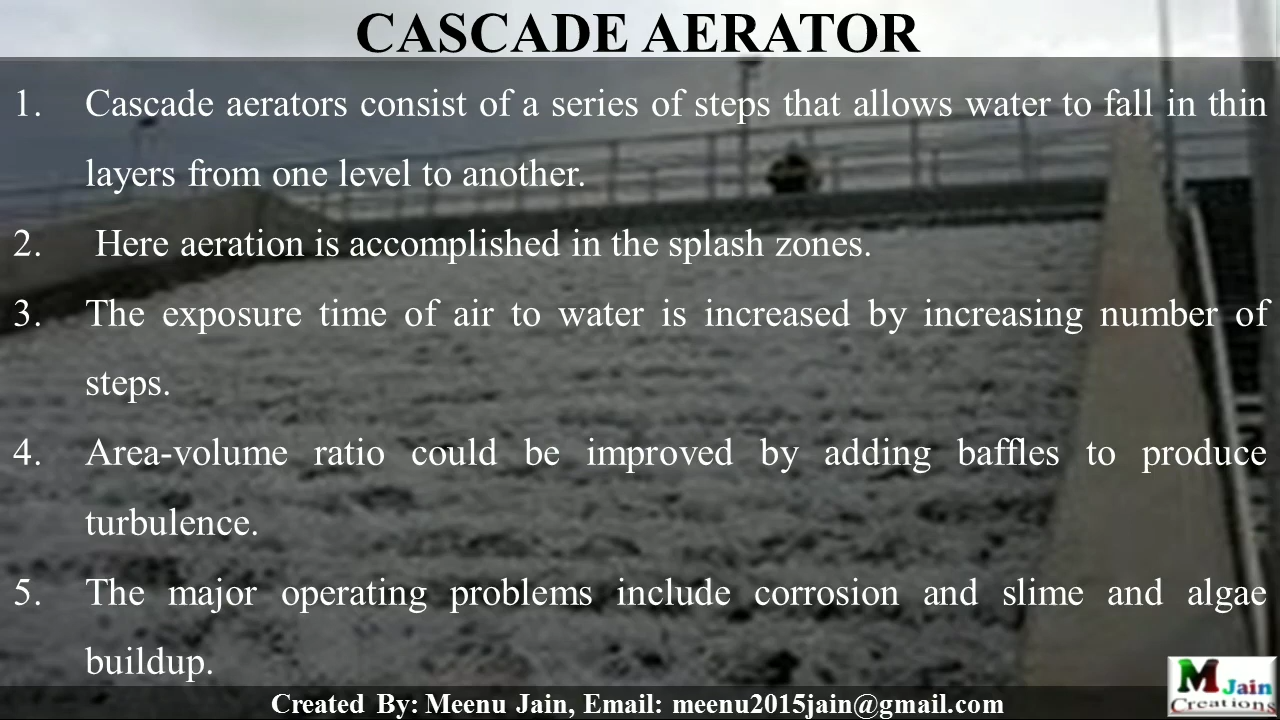 CASCADE AERATOR
1. Cascade aerators consist of a series of steps that allows water to fall in thin
layers from one level to another.
2. Here aeration is accomplished in the splash zones.
3. The exposure time of air to water is increased by increasing number of
steps.
4. Area-volume ratio could be improved by adding baffles to produce
turbulence.
5. The major operating problems include corrosion and slime and algae
buildup.
Created By: Meenu Jain, Email: meenu2015jain@gmail.com
M Jain
Creations